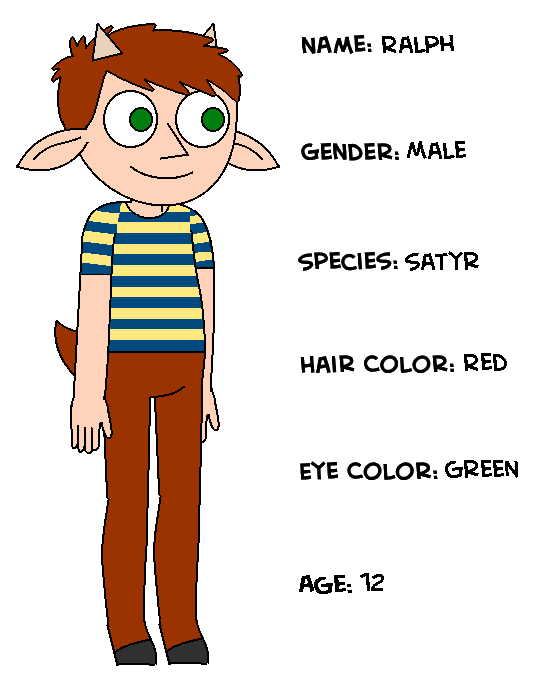 NAME: RALPH
GENDER: MALE
SPECIES: SATYR
HAIR COLOR: RED
EYE COLOR: GREEN
AGE: 12